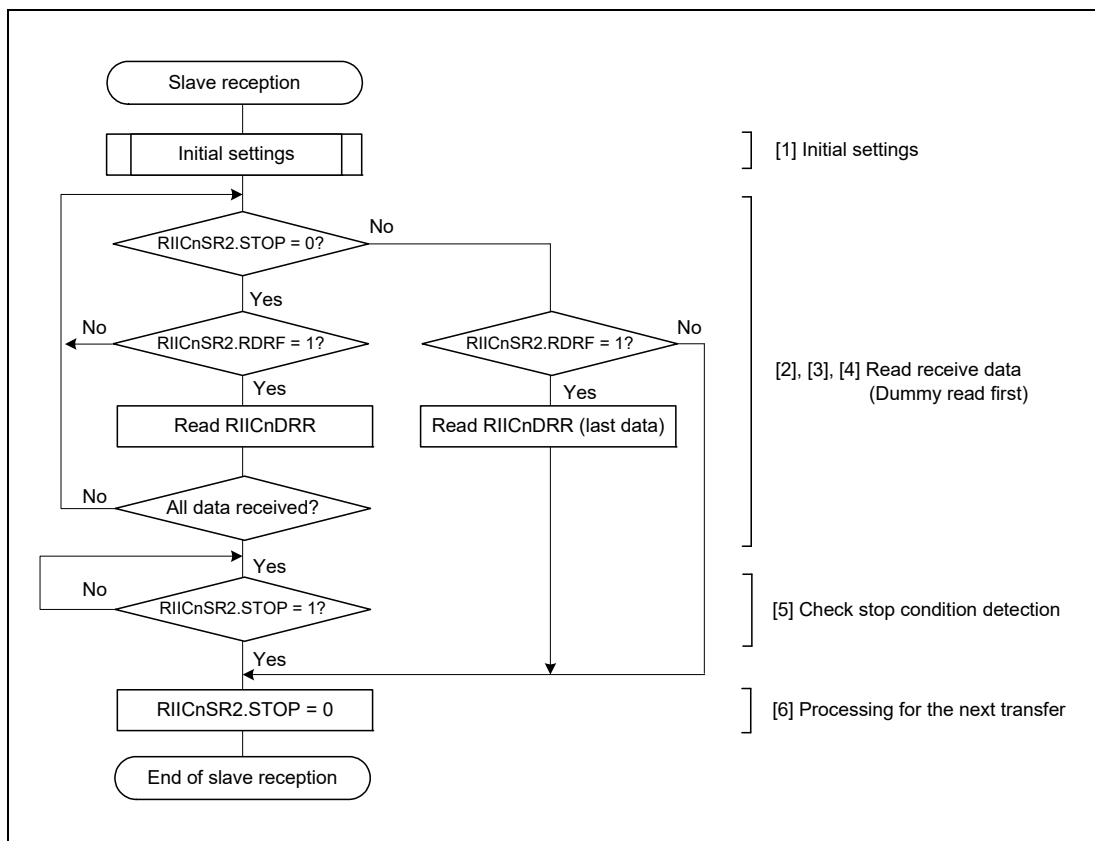 Slave reception
Initial settings
[1] Initial settings
RIICnSR2.STOP = 0?
No
Yes
No
RIICnSR2.RDRF = 1?
RIICnSR2.RDRF = 1?
No
Yes
Yes
[2], [3], [4] Read receive data
(Dummy read first)
Read RIICnDRR
Read RIICnDRR (last data)
No
All data received?
Yes
No
RIICnSR2.STOP = 1?
[5] Check stop condition detection
Yes
RIICnSR2.STOP = 0
[6] Processing for the next transfer
End of slave reception